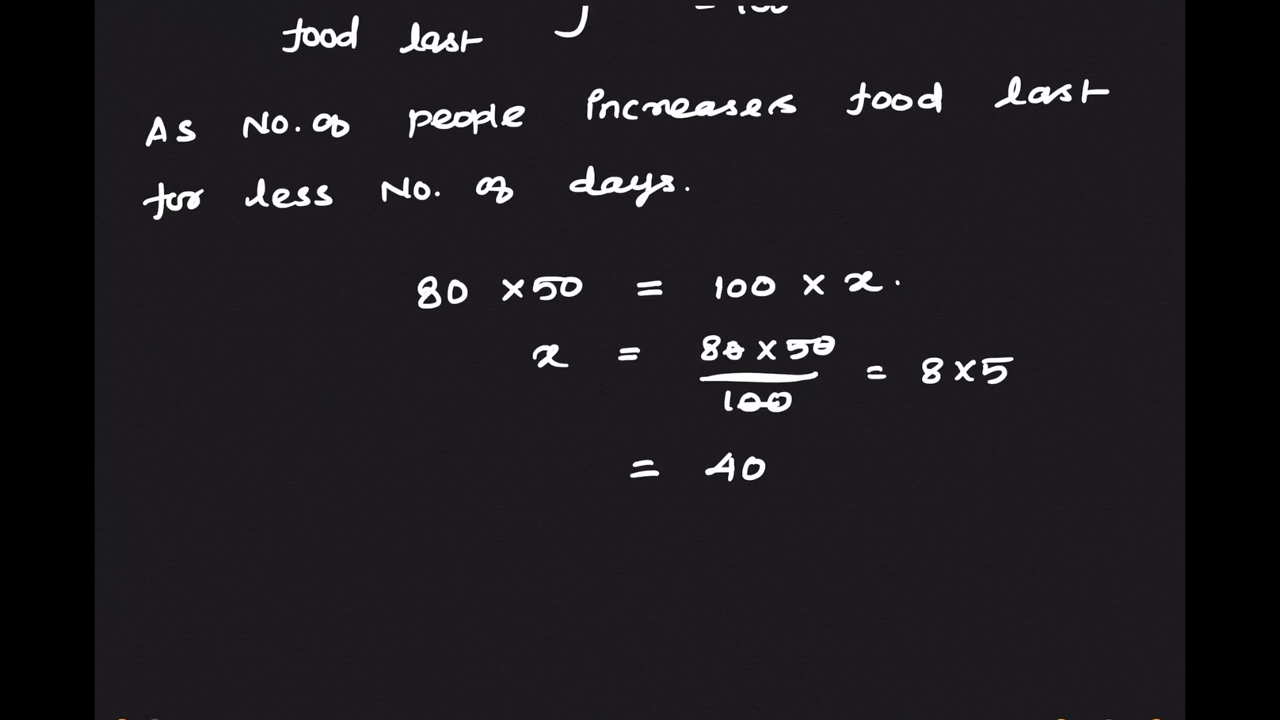 food last
As No. of people increasers food last
for less No. of days.
80 × 50 = 100 × x.
x = 80 × 50 / 100 = 8 × 5
= 40